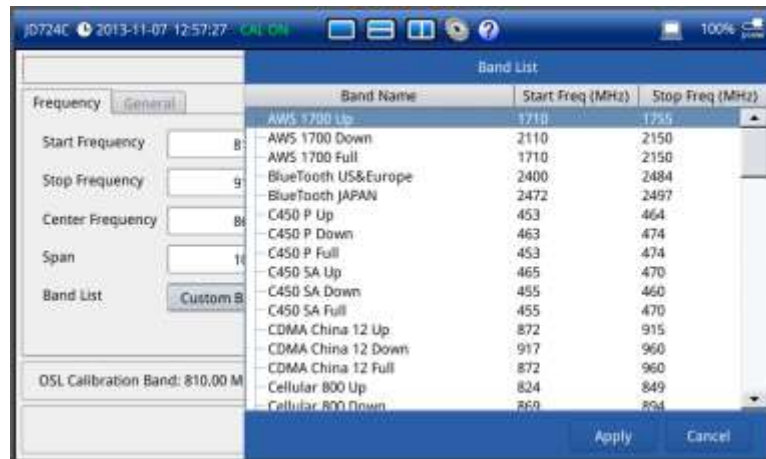 JD724C 2013-11-07 12:57:27 CAL ON 100%
Band List
Frequency General
Band Name Start Freq (MHz) Stop Freq (MHz)
AWS 1700 Up 1710 1755
Start Frequency
AWS 1700 Down 2110 2150
AWS 1700 Full 1710 2150
Stop Frequency
BlueTooth US&Europe 2400 2484
BlueTooth JAPAN 2472 2497
Center Frequency
C450 P Up 453 464
C450 P Down 463 474
Span
C450 P Full 453 474
C450 SA Up 465 470
Band List Custom B
C450 SA Down 455 460
C450 SA Full 455 470
CDMA China 12 Up 872 915
CDMA China 12 Down 917 960
CDMA China 12 Full 872 960
OSL Calibration Band: 810.00 M
Cellular 800 Up 824 849
Cellular 800 Down 869 894
Apply Cancel